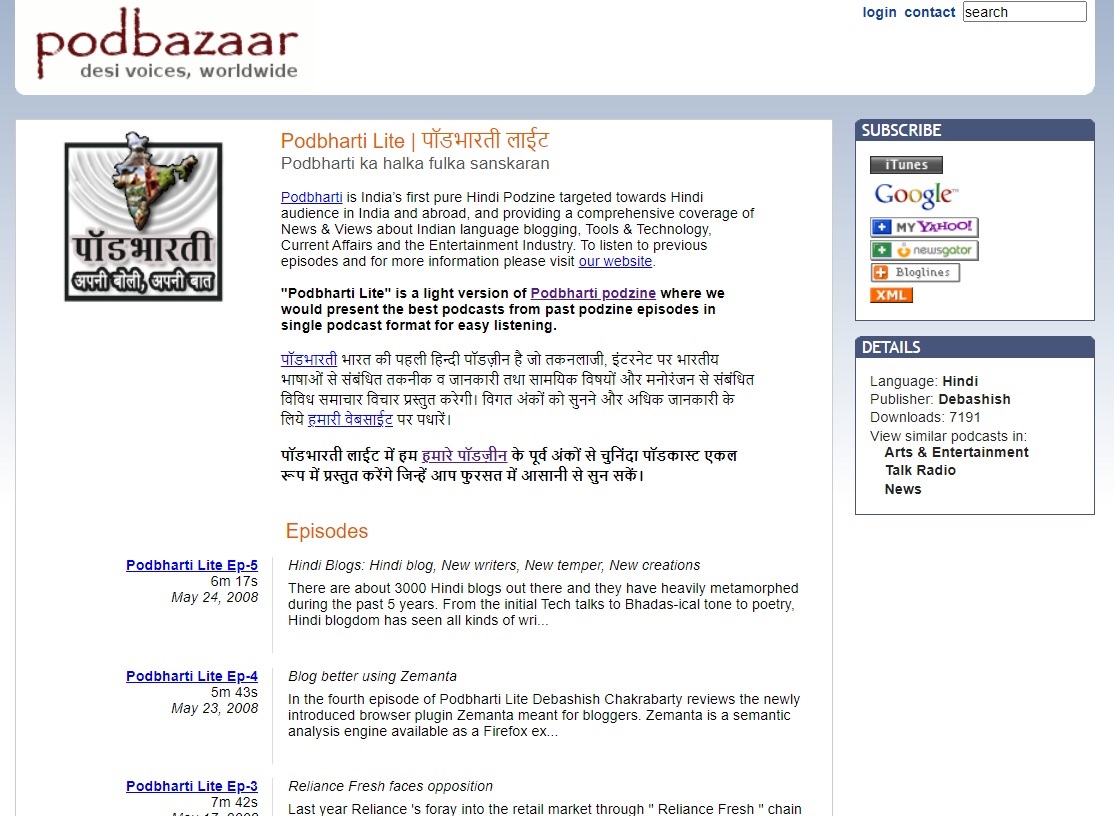 podbazaar
desi voices, worldwide
login contact search
पॉडभारती
अपनी बोली, अपनी बात
Podbharti Lite | पॉडभारती लाईट
Podbharti ka halka fulka sanskaran
Podbharti is India's first pure Hindi Podzine targeted towards Hindi
audience in India and abroad, and providing a comprehensive coverage of
News & Views about Indian language blogging, Tools & Technology,
Current Affairs and the Entertainment Industry. To listen to previous
episodes and for more information please visit our website.
"Podbharti Lite" is a light version of Podbharti podzine where we
would present the best podcasts from past podzine episodes in
single podcast format for easy listening.
पॉडभारती भारत की पहली हिन्दी पॉडज़ीन है जो तकनलाजी, इंटरनेट पर भारतीय
भाषाओं से संबंधित तकनीक व जानकारी तथा सामयिक विषयों और मनोरंजन से संबंधित
विविध समाचार विचार प्रस्तुत करेगी। विगत अंकों को सुनने और अधिक जानकारी के
लिये हमारी वेबसाईट पर पधारें।
पॉडभारती लाईट में हम हमारे पॉडज़ीन के पूर्व अंकों से चुनिंदा पॉडकास्ट एकल
रूप में प्रस्तुत करेंगे जिन्हें आप फुरसत में आसानी से सुन सकें।
Episodes
Podbharti Lite Ep-5
6m 17s
May 24, 2008
Hindi Blogs: Hindi blog, New writers, New temper, New creations
There are about 3000 Hindi blogs out there and they have heavily metamorphed
during the past 5 years. From the initial Tech talks to Bhadas-ical tone to poetry,
Hindi blogdom has seen all kinds of wri...
Podbharti Lite Ep-4
5m 43s
May 23, 2008
Blog better using Zemanta
In the fourth episode of Podbharti Lite Debashish Chakrabarty reviews the newly
introduced browser plugin Zemanta meant for bloggers. Zemanta is a semantic
analysis engine available as a Firefox ex...
Podbharti Lite Ep-3
7m 42s
Reliance Fresh faces opposition
Last year Reliance 's foray into the retail market through " Reliance Fresh " chain
SUBSCRIBE
iTunes
Google™
MY YAHOO!
newsgator
Bloglines
XML
DETAILS
Language: Hindi
Publisher: Debashish
Downloads: 7191
View similar podcasts in:
Arts & Entertainment
Talk Radio
News